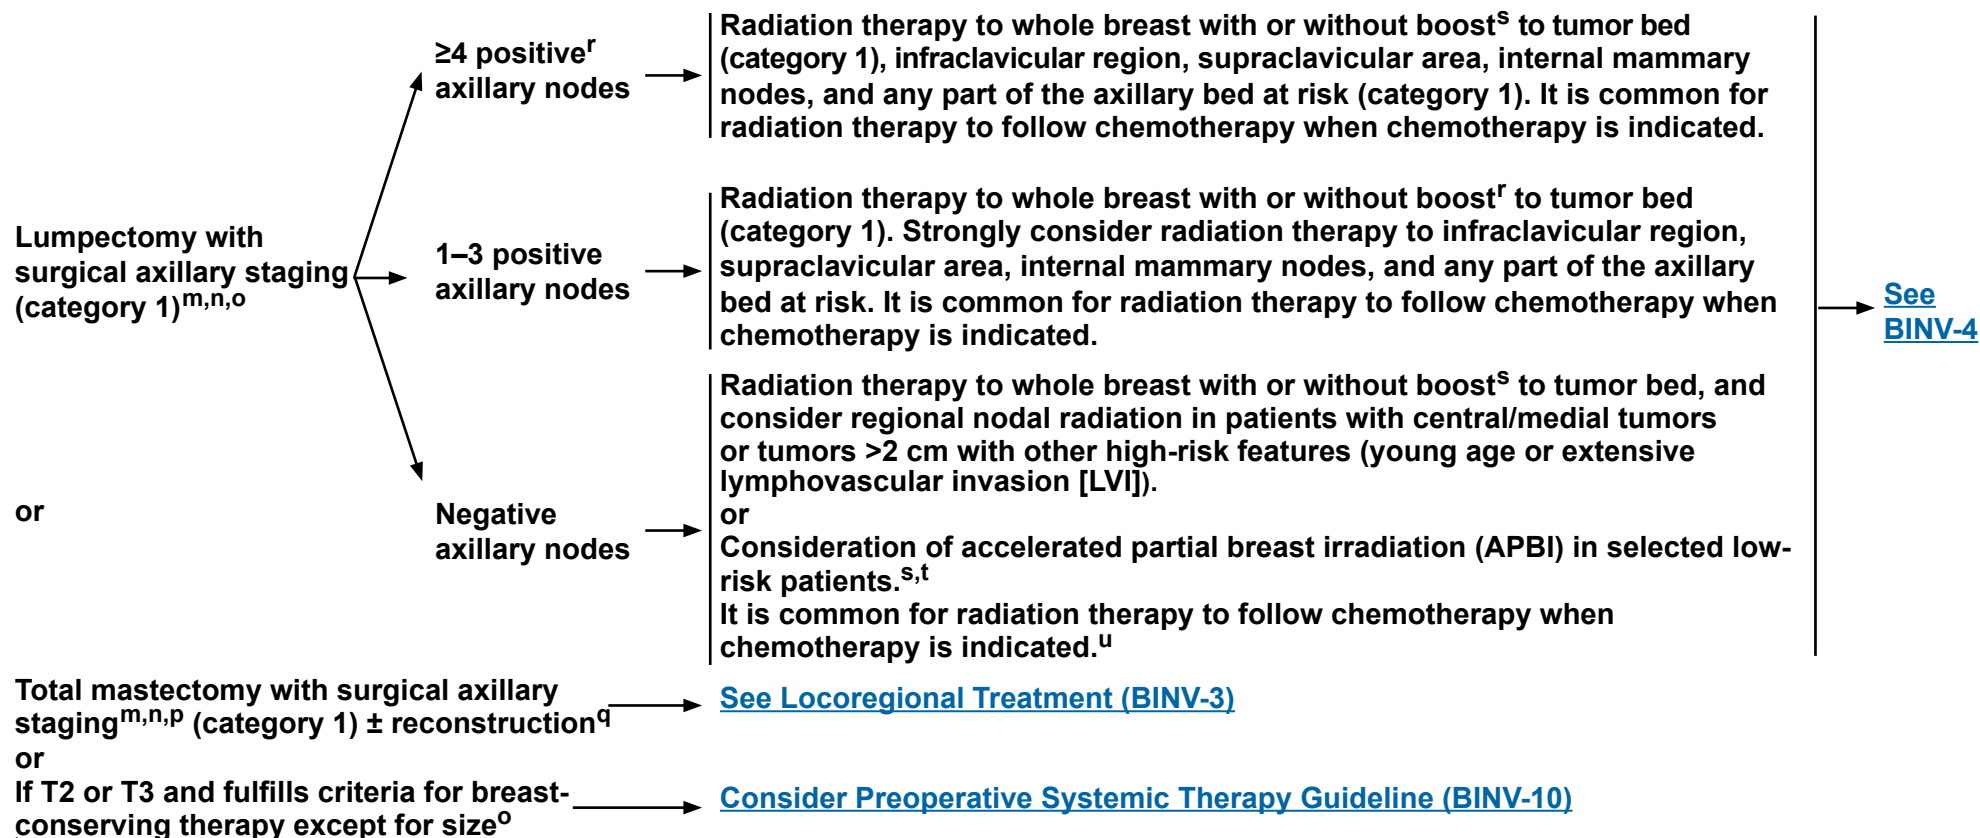 ≥4 positiveʳ
axillary nodes
Radiation therapy to whole breast with or without boostˢ to tumor bed
(category 1), infraclavicular region, supraclavicular area, internal mammary
nodes, and any part of the axillary bed at risk (category 1). It is common for
radiation therapy to follow chemotherapy when chemotherapy is indicated.
Lumpectomy with
surgical axillary staging
(category 1)ᵐ,ⁿ,ᵒ
1–3 positive
axillary nodes
Radiation therapy to whole breast with or without boostʳ to tumor bed
(category 1). Strongly consider radiation therapy to infraclavicular region,
supraclavicular area, internal mammary nodes, and any part of the axillary
bed at risk. It is common for radiation therapy to follow chemotherapy when
chemotherapy is indicated.
See
BINV-4
or
Negative
axillary nodes
Radiation therapy to whole breast with or without boostˢ to tumor bed, and
consider regional nodal radiation in patients with central/medial tumors
or tumors >2 cm with other high-risk features (young age or extensive
lymphovascular invasion [LVI]).
or
Consideration of accelerated partial breast irradiation (APBI) in selected low-
risk patients.ˢ,ᵗ
It is common for radiation therapy to follow chemotherapy when
chemotherapy is indicated.ᵘ
Total mastectomy with surgical axillary
stagingᵐ,ⁿ,ᵖ (category 1) ± reconstruction^q
See Locoregional Treatment (BINV-3)
or
If T2 or T3 and fulfills criteria for breast-
conserving therapy except for sizeᵒ
Consider Preoperative Systemic Therapy Guideline (BINV-10)